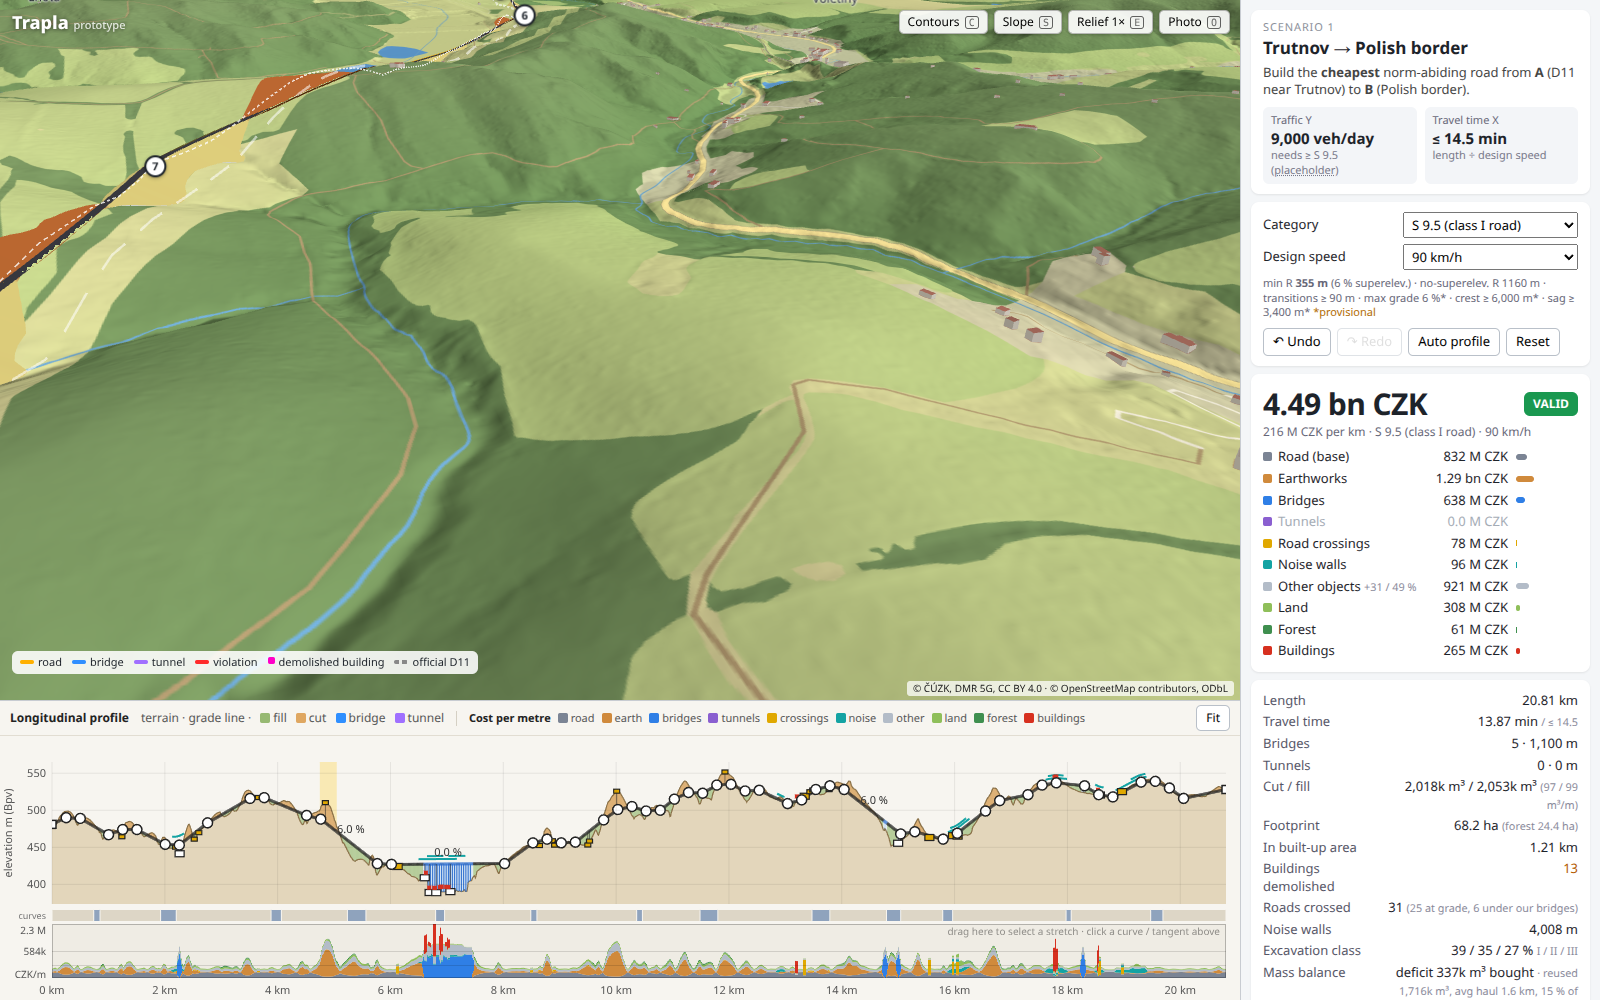 Trapla prototype
6
Contours C
Slope S
Relief 1× E
Photo 0
7
road
bridge
tunnel
violation
demolished building
official D11
© ČÚZK, DMR 5G, CC BY 4.0 · © OpenStreetMap contributors, ODbL
SCENARIO 1
Trutnov → Polish border
Build the cheapest norm-abiding road from A (D11
near Trutnov) to B (Polish border).
Traffic Y
9,000 veh/day
needs ≥ S 9.5
(placeholder)
Travel time X
≤ 14.5 min
length ÷ design speed
Category
S 9.5 (class I road)
Design speed
90 km/h
min R 355 m (6 % superelev.) · no-superelev. R 1160 m ·
transitions ≥ 90 m · max grade 6 %* · crest ≥ 6,000 m* · sag ≥
3,400 m* *provisional
↶ Undo
↷ Redo
Auto profile
Reset
4.49 bn CZK
VALID
216 M CZK per km · S 9.5 (class I road) · 90 km/h
Road (base) 832 M CZK
Earthworks 1.29 bn CZK
Bridges 638 M CZK
Tunnels 0.0 M CZK
Road crossings 78 M CZK
Noise walls 96 M CZK
Other objects +31 / 49 % 921 M CZK
Land 308 M CZK
Forest 61 M CZK
Buildings 265 M CZK
Length 20.81 km
Travel time 13.87 min / ≤ 14.5
Bridges 5 · 1,100 m
Tunnels 0 · 0 m
Cut / fill 2,018k m³ / 2,053k m³ (97 / 99
m³/m)
Footprint 68.2 ha (forest 24.4 ha)
In built-up area 1.21 km
Buildings
demolished 13
Roads crossed 31 (25 at grade, 6 under our bridges)
Noise walls 4,008 m
Excavation class 39 / 35 / 27 % I / II / III
Mass balance deficit 337k m³ bought · reused
1,716k m³, avg haul 1.6 km, 15 % of
Longitudinal profile terrain · grade line · fill cut bridge tunnel
Cost per metre road earth bridges tunnels crossings noise other land forest buildings
Fit
elevation m (Bpv)
550
500
450
400
6.0 %
0.0 %
6.0 %
curves
2.3 M
584k
CZK/m
drag here to select a stretch · click a curve / tangent above
0 km 2 km 4 km 6 km 8 km 10 km 12 km 14 km 16 km 18 km 20 km